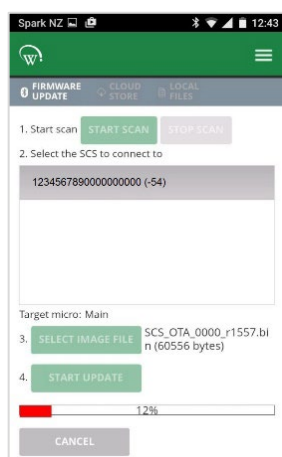 Spark NZ 12:43
FIRMWARE UPDATE CLOUD STORE LOCAL FILES
1. Start scan START SCAN STOP SCAN
2. Select the SCS to connect to
1234567890000000000 (-54)
Target micro: Main
3. SELECT IMAGE FILE SCS_OTA_0000_r1557.bi
n (60556 bytes)
4. START UPDATE
12%
CANCEL